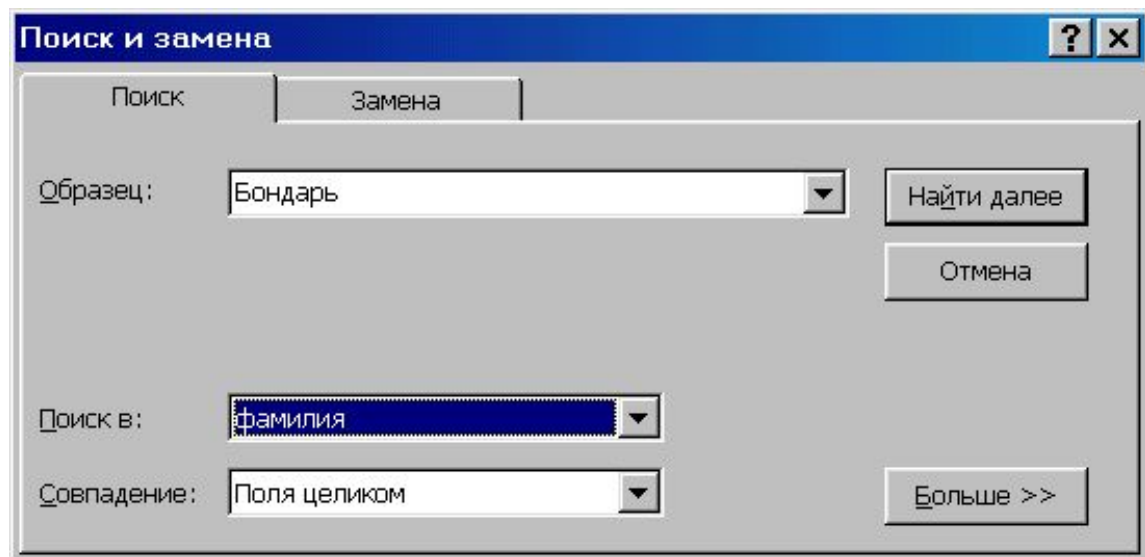 Поиск и замена
Поиск Замена
Образец: Бондарь Найти далее
Отмена
Поиск в: фамилия
Совпадение: Поля целиком Больше >>